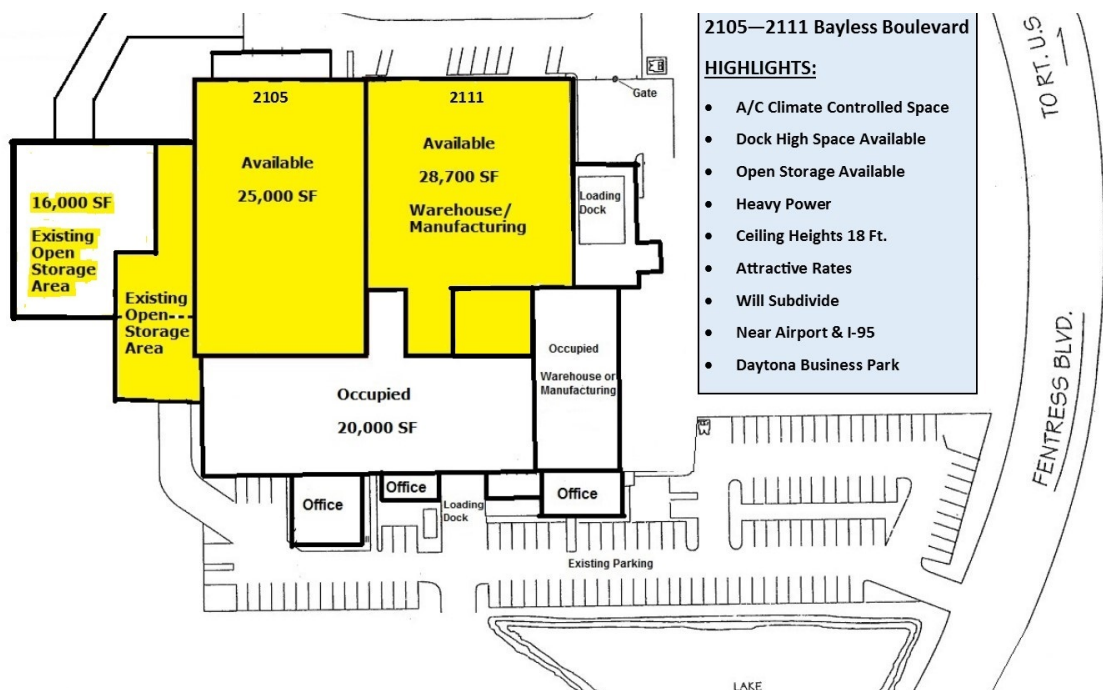 2105—2111 Bayless Boulevard
HIGHLIGHTS:
• A/C Climate Controlled Space
• Dock High Space Available
• Open Storage Available
• Heavy Power
• Ceiling Heights 18 Ft.
• Attractive Rates
• Will Subdivide
• Near Airport & I-95
• Daytona Business Park
TO RT. U.S
FENTRESS BLVD.
Gate
2105
Available
25,000 SF
2111
Available
28,700 SF
Warehouse/
Manufacturing
Loading
Dock
16,000 SF
Existing
Open
Storage
Area
Existing
Open
Storage
Area
Occupied
20,000 SF
Occupied
Warehouse or
Manufacturing
Office
Office
Loading
Dock
Office
Existing Parking
LAKE